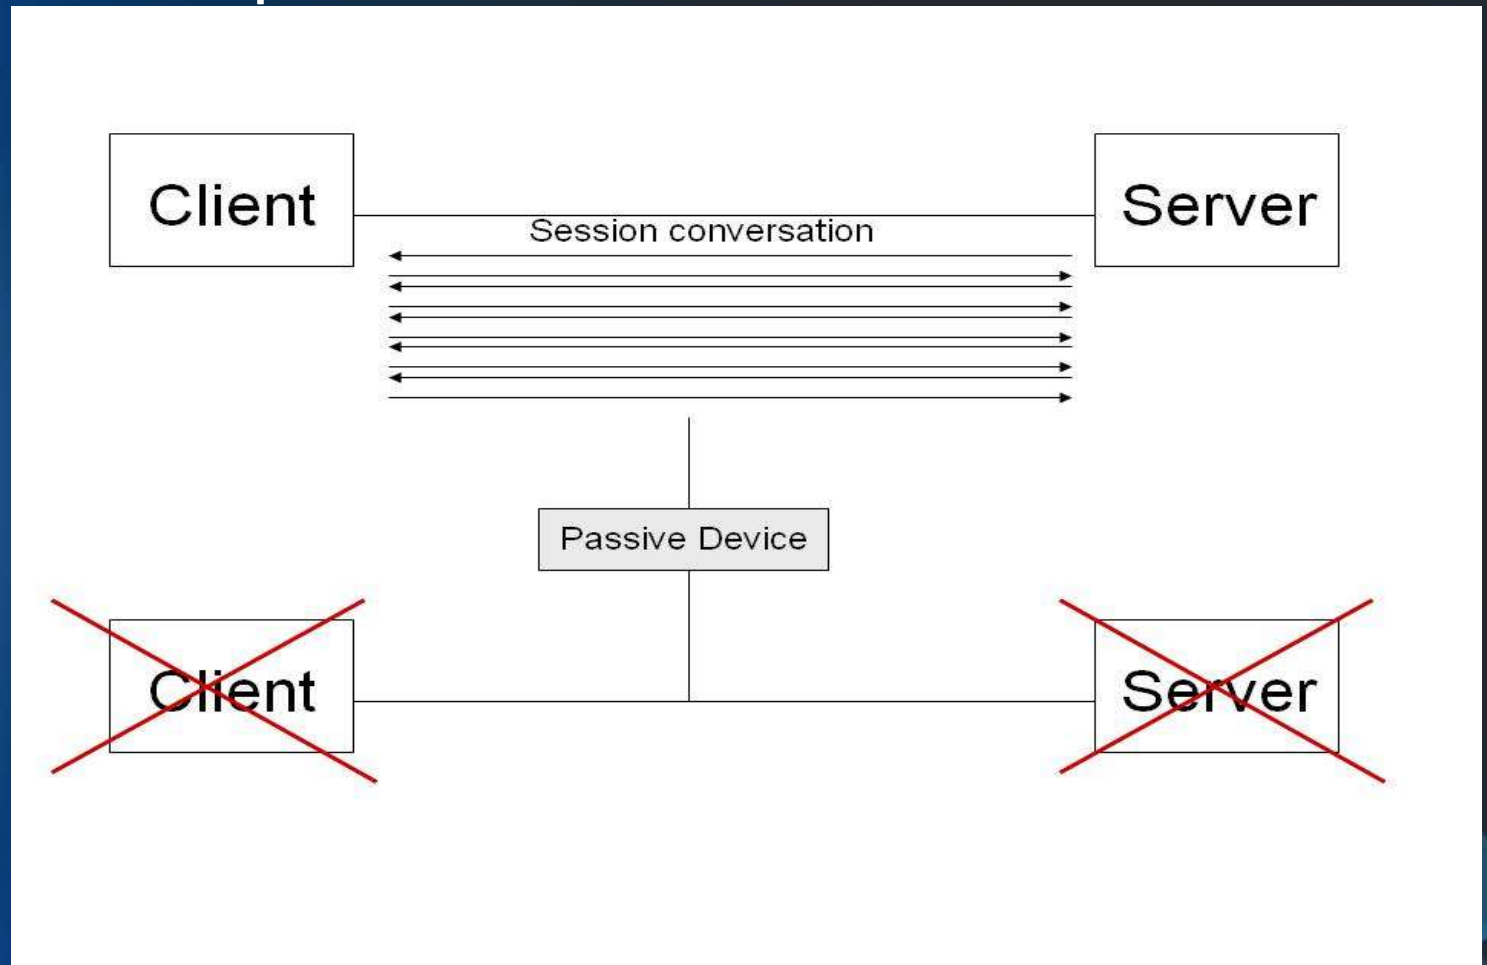 Client
Server
Session conversation
Passive Device
Client
Server